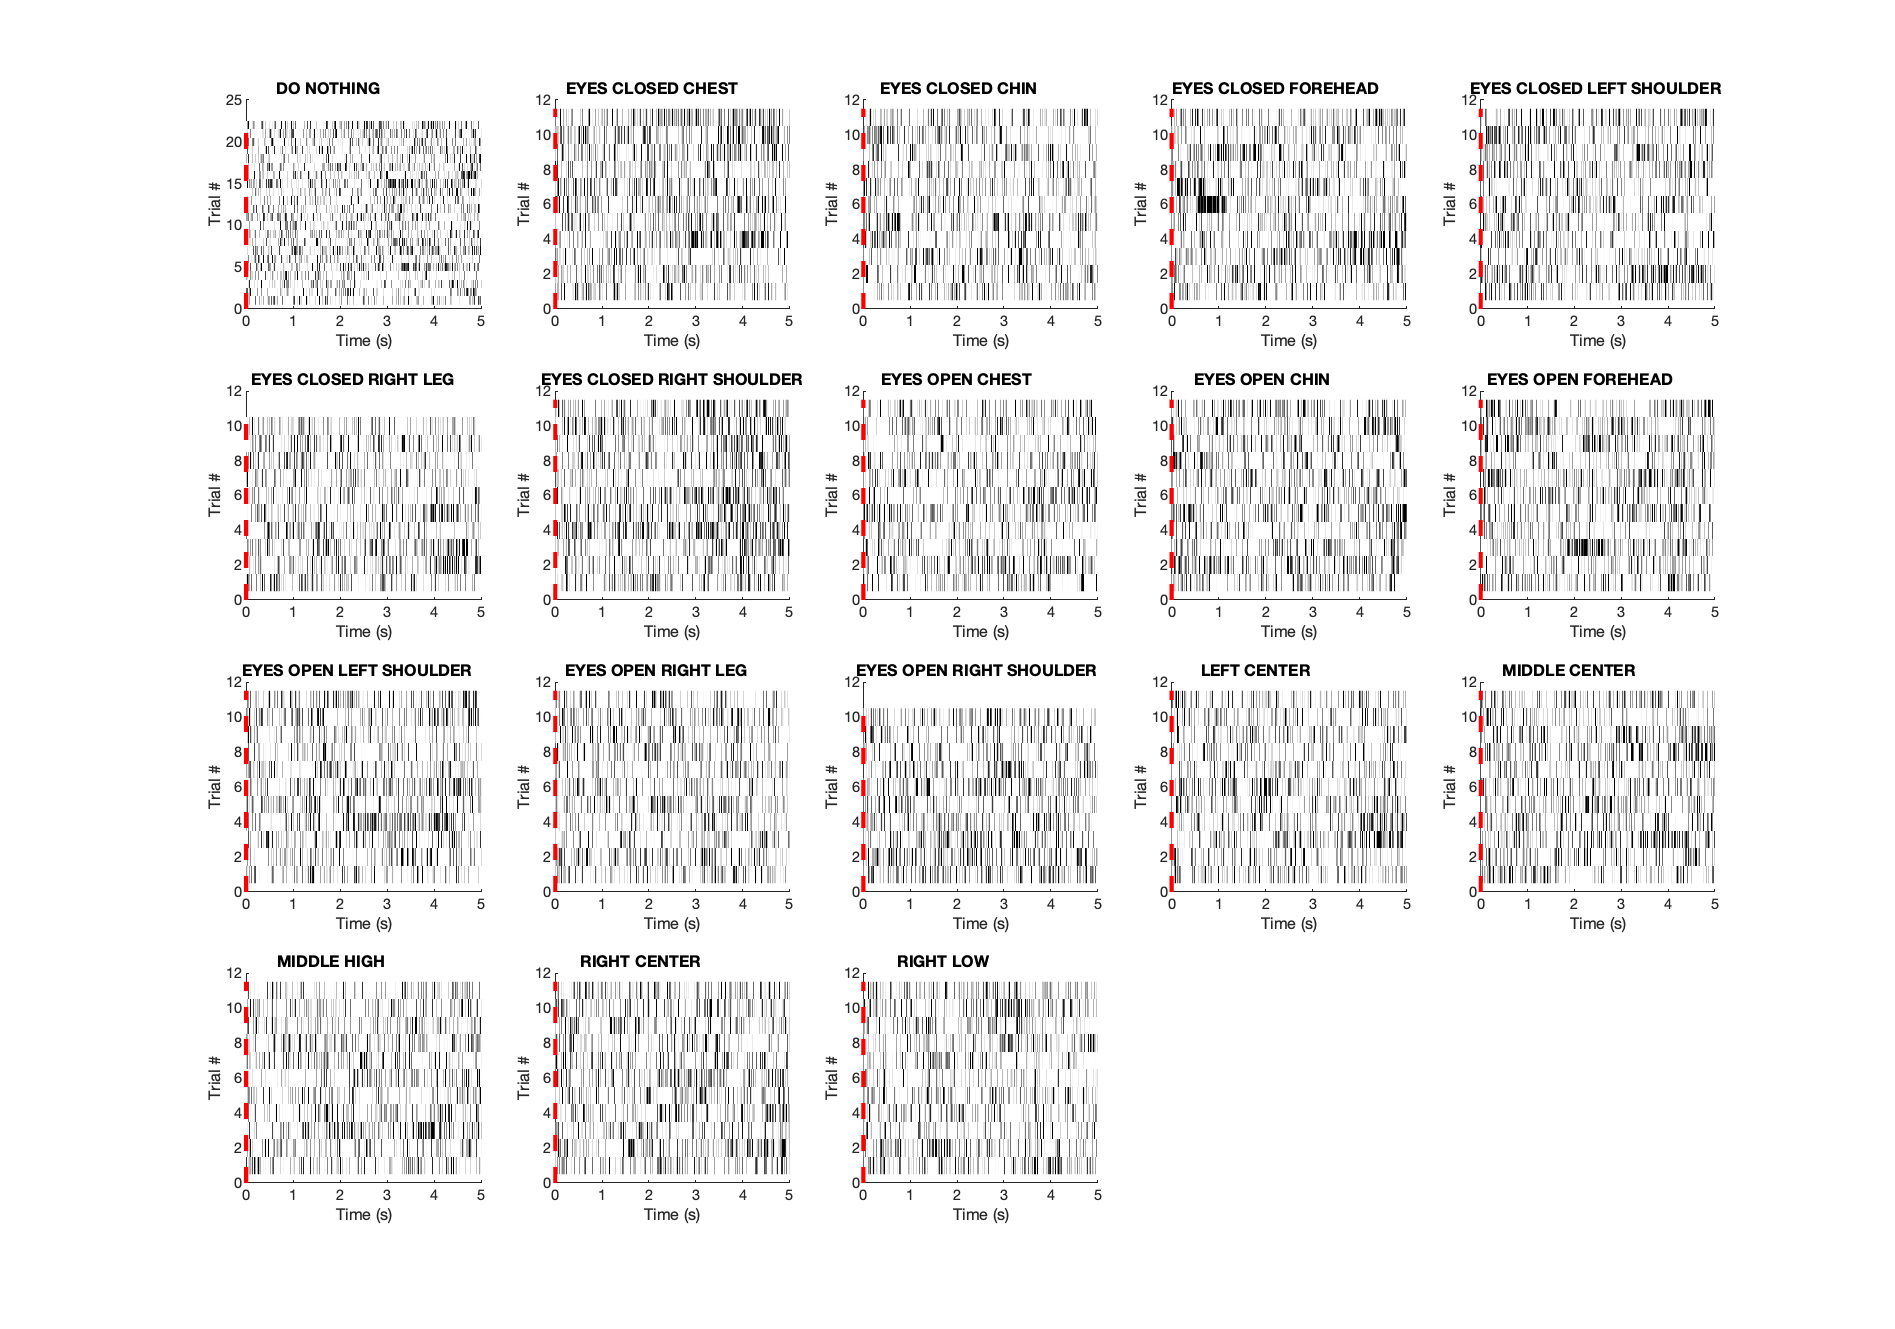 DO NOTHING
25
20
15
10
5
0
Trial #
0 1 2 3 4 5
Time (s)
EYES CLOSED CHEST
12
10
8
6
4
2
0
Trial #
0 1 2 3 4 5
Time (s)
EYES CLOSED CHIN
12
10
8
6
4
2
0
Trial #
0 1 2 3 4 5
Time (s)
EYES CLOSED FOREHEAD
12
10
8
6
4
2
0
Trial #
0 1 2 3 4 5
Time (s)
EYES CLOSED LEFT SHOULDER
12
10
8
6
4
2
0
Trial #
0 1 2 3 4 5
Time (s)
EYES CLOSED RIGHT LEG
12
10
8
6
4
2
0
Trial #
0 1 2 3 4 5
Time (s)
EYES CLOSED RIGHT SHOULDER
12
10
8
6
4
2
0
Trial #
0 1 2 3 4 5
Time (s)
EYES OPEN CHEST
12
10
8
6
4
2
0
Trial #
0 1 2 3 4 5
Time (s)
EYES OPEN CHIN
12
10
8
6
4
2
0
Trial #
0 1 2 3 4 5
Time (s)
EYES OPEN FOREHEAD
12
10
8
6
4
2
0
Trial #
0 1 2 3 4 5
Time (s)
EYES OPEN LEFT SHOULDER
12
10
8
6
4
2
0
Trial #
0 1 2 3 4 5
Time (s)
EYES OPEN RIGHT LEG
12
10
8
6
4
2
0
Trial #
0 1 2 3 4 5
Time (s)
EYES OPEN RIGHT SHOULDER
12
10
8
6
4
2
0
Trial #
0 1 2 3 4 5
Time (s)
LEFT CENTER
12
10
8
6
4
2
0
Trial #
0 1 2 3 4 5
Time (s)
MIDDLE CENTER
12
10
8
6
4
2
0
Trial #
0 1 2 3 4 5
Time (s)
MIDDLE HIGH
12
10
8
6
4
2
0
Trial #
0 1 2 3 4 5
Time (s)
RIGHT CENTER
12
10
8
6
4
2
0
Trial #
0 1 2 3 4 5
Time (s)
RIGHT LOW
12
10
8
6
4
2
0
Trial #
0 1 2 3 4 5
Time (s)